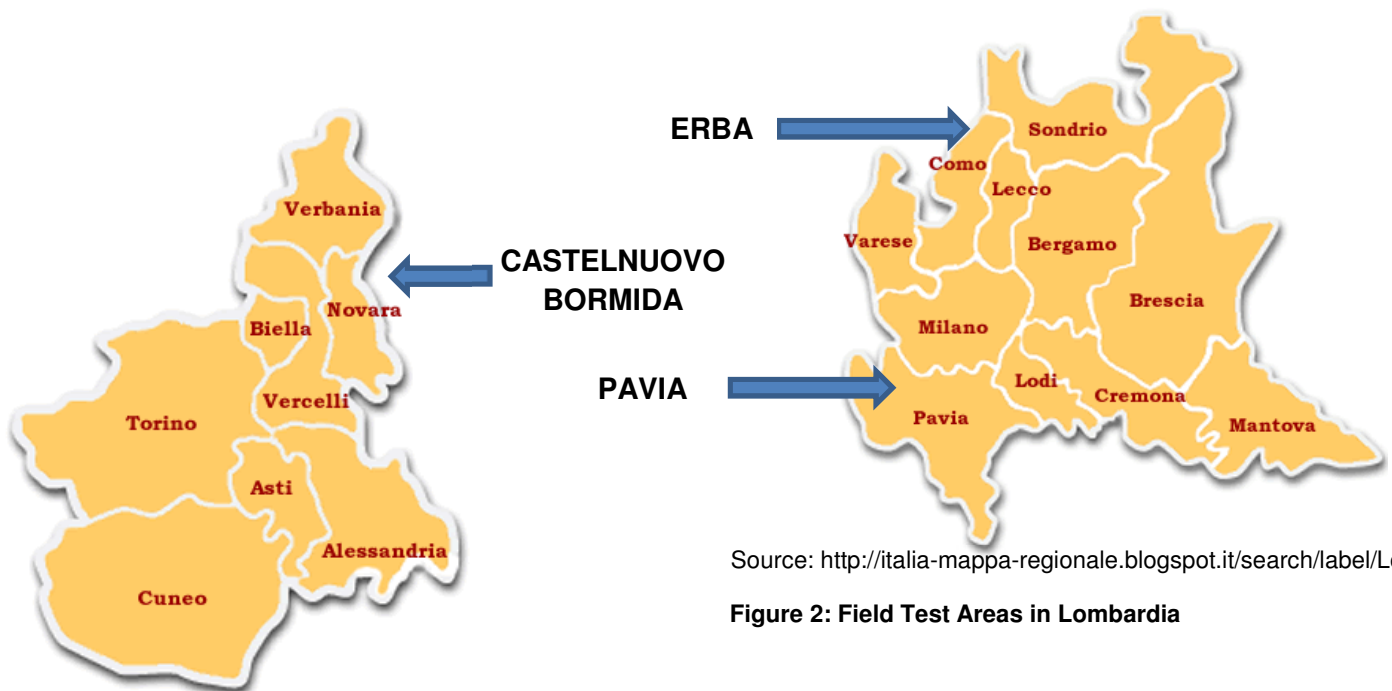 Verbania
Novara
Biella
Vercelli
Torino
Asti
Alessandria
Cuneo
CASTELNUOVO
BORMIDA
ERBA
PAVIA
Sondrio
Como
Lecco
Varese
Bergamo
Brescia
Milano
Lodi
Cremona
Pavia
Mantova
Source: http://italia-mappa-regionale.blogspot.it/search/label/L
Figure 2: Field Test Areas in Lombardia